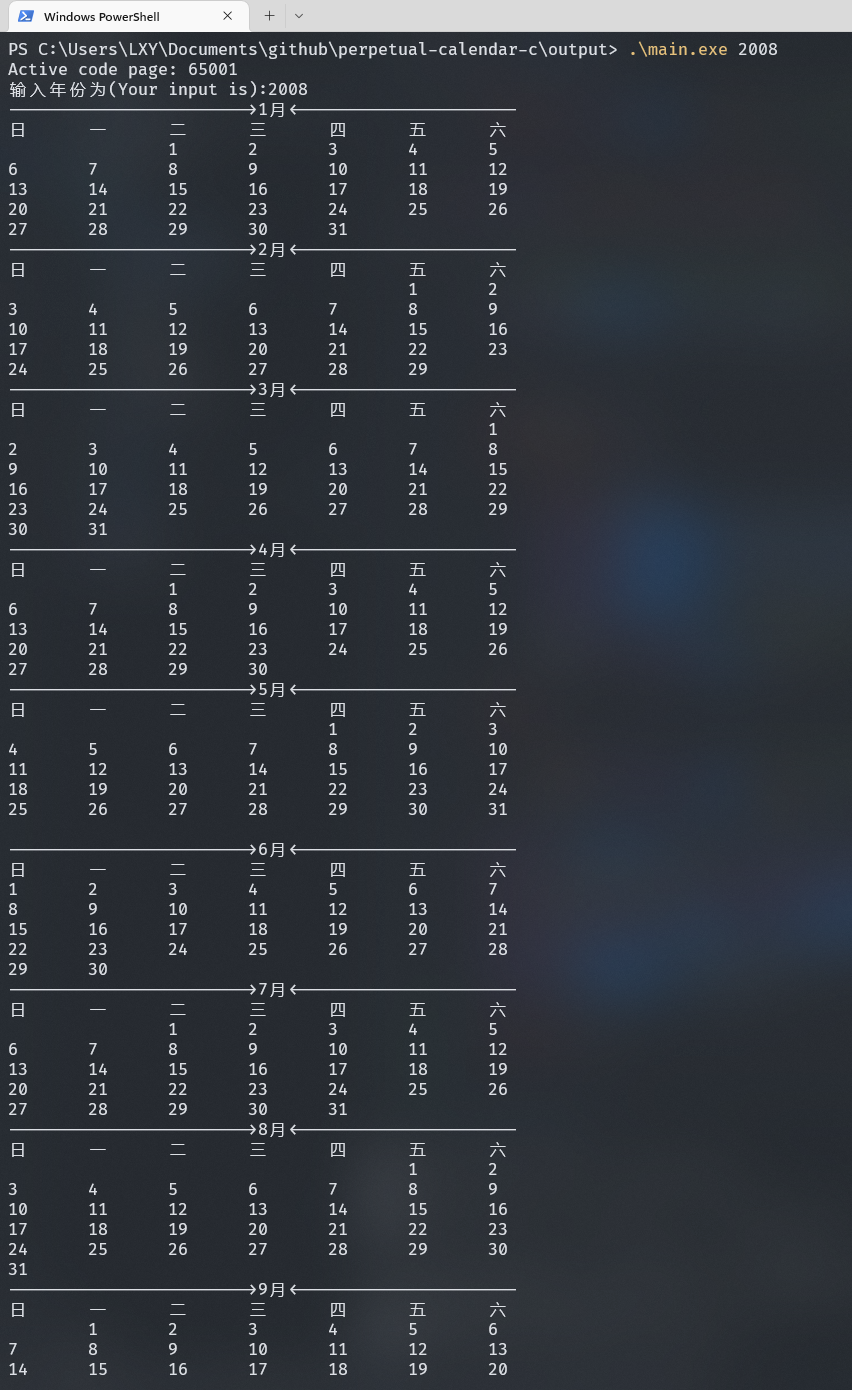 Windows PowerShell
PS C:\Users\LXY\Documents\github\perpetual-calendar-c\output> .\main.exe 2008
Active code page: 65001
输入年份为(Your input is):2008
————————————————>1月<————————————————
日 一 二 三 四 五 六
1 2 3 4 5
6 7 8 9 10 11 12
13 14 15 16 17 18 19
20 21 22 23 24 25 26
27 28 29 30 31
————————————————>2月<————————————————
日 一 二 三 四 五 六
1 2
3 4 5 6 7 8 9
10 11 12 13 14 15 16
17 18 19 20 21 22 23
24 25 26 27 28 29
————————————————>3月<————————————————
日 一 二 三 四 五 六
1
2 3 4 5 6 7 8
9 10 11 12 13 14 15
16 17 18 19 20 21 22
23 24 25 26 27 28 29
30 31
————————————————>4月<————————————————
日 一 二 三 四 五 六
1 2 3 4 5
6 7 8 9 10 11 12
13 14 15 16 17 18 19
20 21 22 23 24 25 26
27 28 29 30
————————————————>5月<————————————————
日 一 二 三 四 五 六
1 2 3
4 5 6 7 8 9 10
11 12 13 14 15 16 17
18 19 20 21 22 23 24
25 26 27 28 29 30 31
————————————————>6月<————————————————
日 一 二 三 四 五 六
1 2 3 4 5 6 7
8 9 10 11 12 13 14
15 16 17 18 19 20 21
22 23 24 25 26 27 28
29 30
————————————————>7月<————————————————
日 一 二 三 四 五 六
1 2 3 4 5
6 7 8 9 10 11 12
13 14 15 16 17 18 19
20 21 22 23 24 25 26
27 28 29 30 31
————————————————>8月<————————————————
日 一 二 三 四 五 六
1 2
3 4 5 6 7 8 9
10 11 12 13 14 15 16
17 18 19 20 21 22 23
24 25 26 27 28 29 30
31
————————————————>9月<————————————————
日 一 二 三 四 五 六
1 2 3 4 5 6
7 8 9 10 11 12 13
14 15 16 17 18 19 20